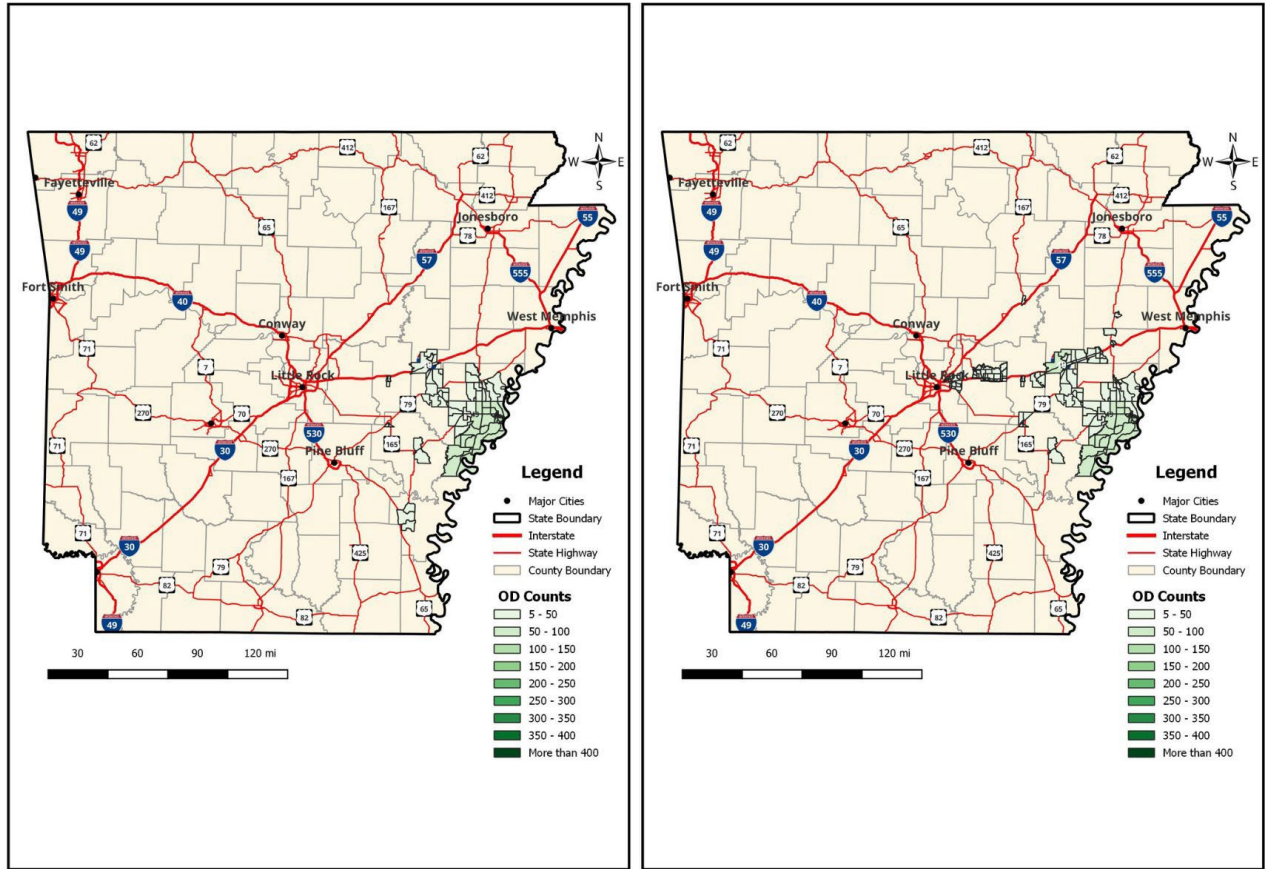 N
W E
S
62
412
62
Fayetteville
412
167
49
55
Jonesboro
65
78
49
57
555
Fort Smith
40
West Memphis
Conway
71
7
Little Rock
79
270
70
530
165
71
30
270
Pine Bluff
167
71
30
425
79
82
65
82
49
30 60 90 120 mi
Legend
Major Cities
State Boundary
Interstate
State Highway
County Boundary
OD Counts
5 - 50
50 - 100
100 - 150
150 - 200
200 - 250
250 - 300
300 - 350
350 - 400
More than 400
N
W E
S
62
412
62
Fayetteville
412
167
49
55
Jonesboro
65
78
49
57
555
Fort Smith
40
West Memphis
Conway
71
7
Little Rock
79
270
70
530
165
71
30
270
Pine Bluff
167
71
30
425
79
82
65
82
49
30 60 90 120 mi
Legend
Major Cities
State Boundary
Interstate
State Highway
County Boundary
OD Counts
5 - 50
50 - 100
100 - 150
150 - 200
200 - 250
250 - 300
300 - 350
350 - 400
More than 400